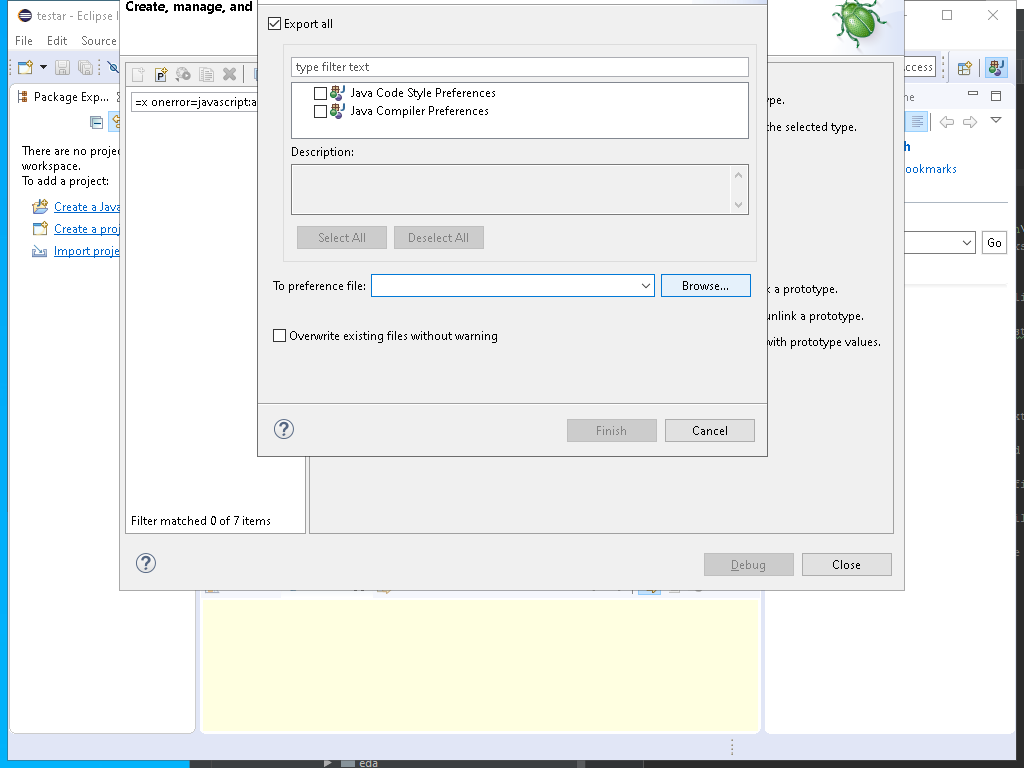 testar - Eclipse I
File Edit Source
Create, manage, and
Export all
type filter text
Java Code Style Preferences
Java Compiler Preferences
Description:
Select All
Deselect All
To preference file:
Browse...
Overwrite existing files without warning
?
Finish
Cancel
Package Exp...
There are no projec
workspace.
To add a project:
Create a Java
Create a proj
Import proje
=x onerror=javascript:a
Filter matched 0 of 7 items
ype.
the selected type.
a prototype.
unlink a prototype.
with prototype values.
?
Debug
Close
ccess
ne
h
ookmarks
Go
eda